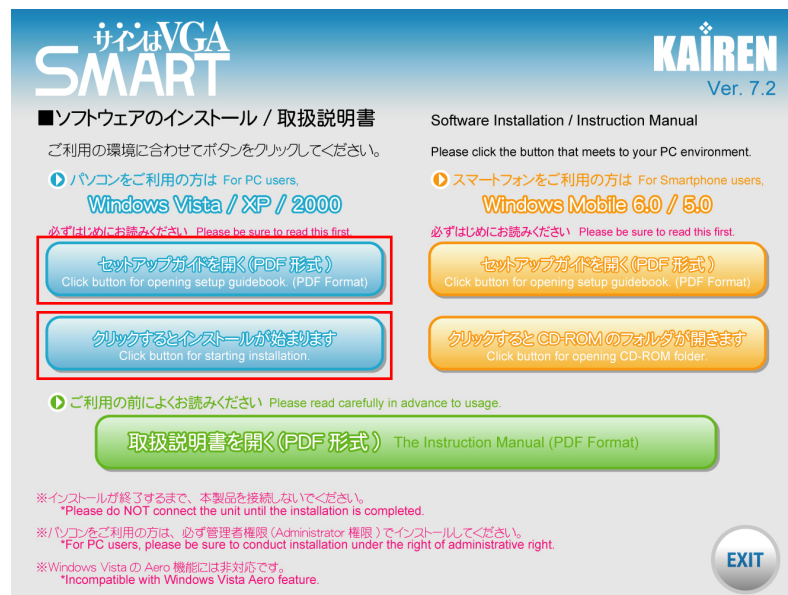 サインはVGA
SMART
KAIREN
Ver. 7.2
■ソフトウェアのインストール / 取扱説明書
Software Installation / Instruction Manual
ご利用の環境に合わせてボタンをクリックしてください。
Please click the button that meets to your PC environment.
パソコンをご利用の方は For PC users,
Windows Vista / XP / 2000
必ずはじめにお読みください Please be sure to read this first.
セットアップガイドを開く(PDF 形式)
Click button for opening setup guidebook. (PDF Format)
クリックするとインストールが始まります
Click button for starting installation.
スマートフォンをご利用の方は For Smartphone users,
Windows Mobile 6.0 / 5.0
必ずはじめにお読みください Please be sure to read this first.
セットアップガイドを開く(PDF 形式)
Click button for opening setup guidebook. (PDF Format)
クリックすると CD-ROM のフォルダが開きます
Click button for opening CD-ROM folder.
ご利用の前によくお読みください Please read carefully in advance to usage.
取扱説明書を開く(PDF 形式) The Instruction Manual (PDF Format)
※インストールが終了するまで、本製品を接続しないでください。
*Please do NOT connect the unit until the installation is completed.
※パソコンをご利用の方は、必ず管理者権限(Administrator 権限)でインストールしてください。
*For PC users, please be sure to conduct installation under the right of administrative right.
※Windows Vista の Aero 機能には非対応です。
*Incompatible with Windows Vista Aero feature.
EXIT